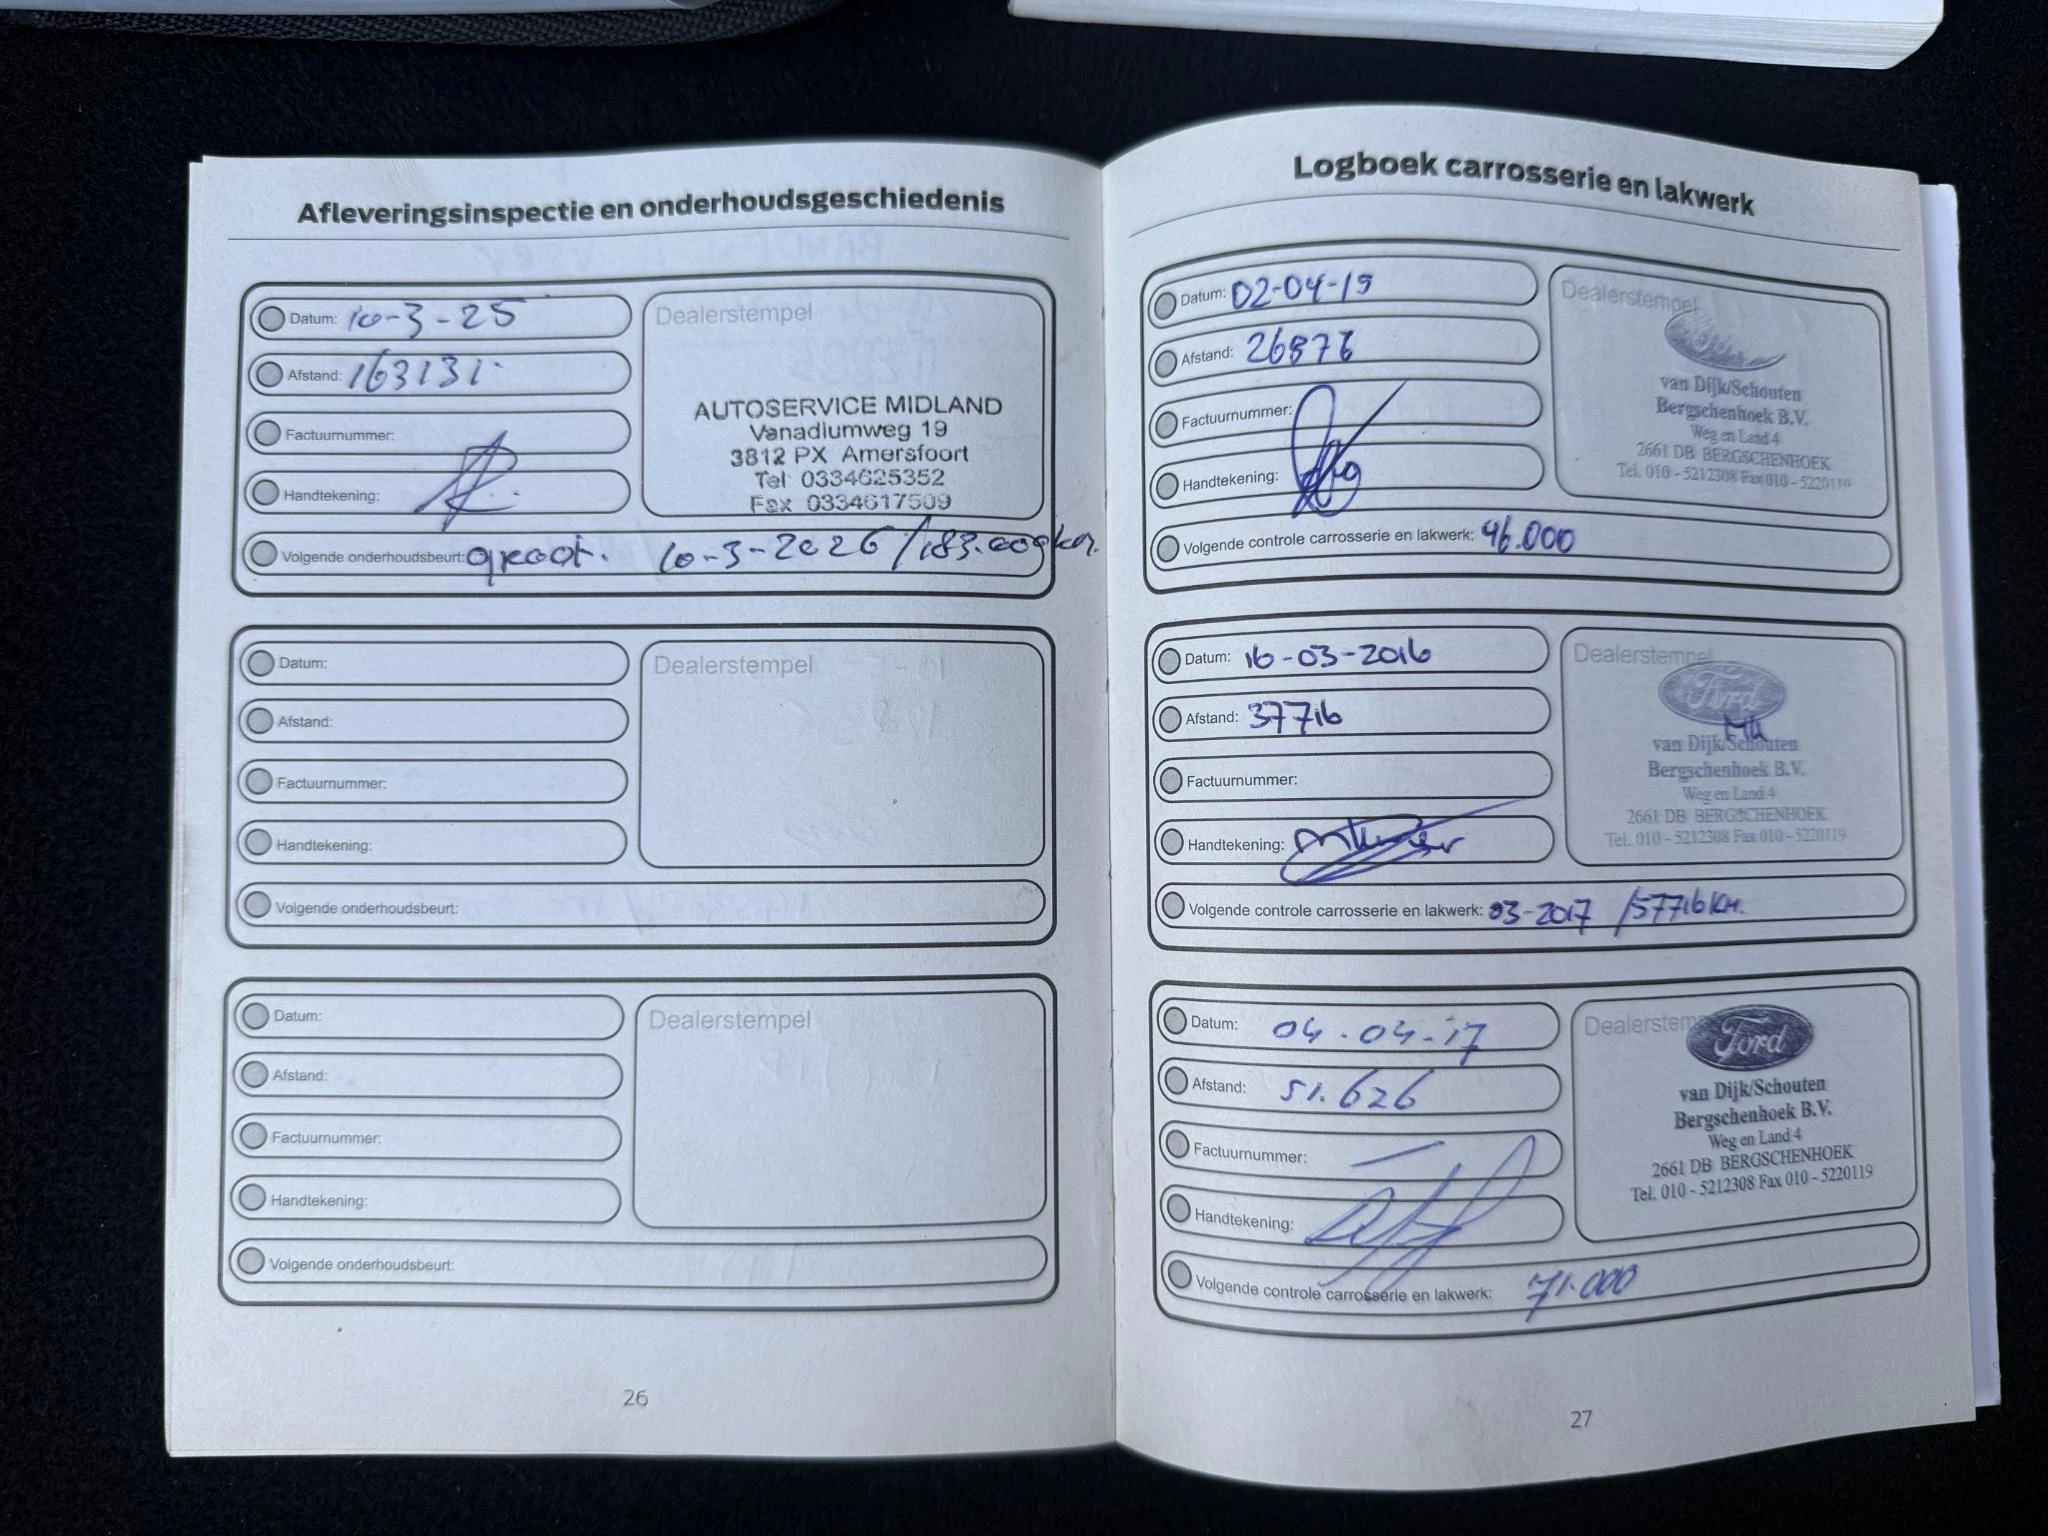 Afleveringsinspectie en onderhoudsgeschiedenis
Datum: 10-3-25
Afstand: 163131.
Factuurnummer:
Handtekening:
Dealerstempel
AUTOSERVICE MIDLAND
Vanadiumweg 19
3812 PX Amersfoort
Tel 0334625352
Fax 0334617509
Volgende onderhoudsbeurt: groot. 10-3-2026 / 183.000km.
Datum:
Afstand:
Factuurnummer:
Handtekening:
Dealerstempel
Volgende onderhoudsbeurt:
Datum:
Afstand:
Factuurnummer:
Handtekening:
Dealerstempel
Volgende onderhoudsbeurt:
26
Logboek carrosserie en lakwerk
Datum: 02-04-15
Afstand:
Factuurnummer:
Handtekening:
Dealerstempel
van Dijk/Schouten
Bergschenhoek B.V.
Weg en Land 4
2661 DB BERGSCHENHOEK
Tel. 010 - 5212308 Fax 010 - 5220119
Volgende controle carrosserie en lakwerk: 46.000
Datum: 16-03-2016
Afstand: 37716
Factuurnummer:
Handtekening:
Dealerstempel
Ford
van Dijk/Schouten
Bergschenhoek B.V.
Weg en Land 4
2661 DB BERGSCHENHOEK
Tel. 010 - 5212308 Fax 010 - 5220119
Volgende controle carrosserie en lakwerk: 03-2017 /57716KM.
Datum: 04-04-17
Afstand: 51.626
Factuurnummer: —
Handtekening:
Dealerstempel
Ford
van Dijk/Schouten
Bergschenhoek B.V.
Weg en Land 4
2661 DB BERGSCHENHOEK
Tel. 010 - 5212308 Fax 010 - 5220119
Volgende controle carrosserie en lakwerk: 71.000
27